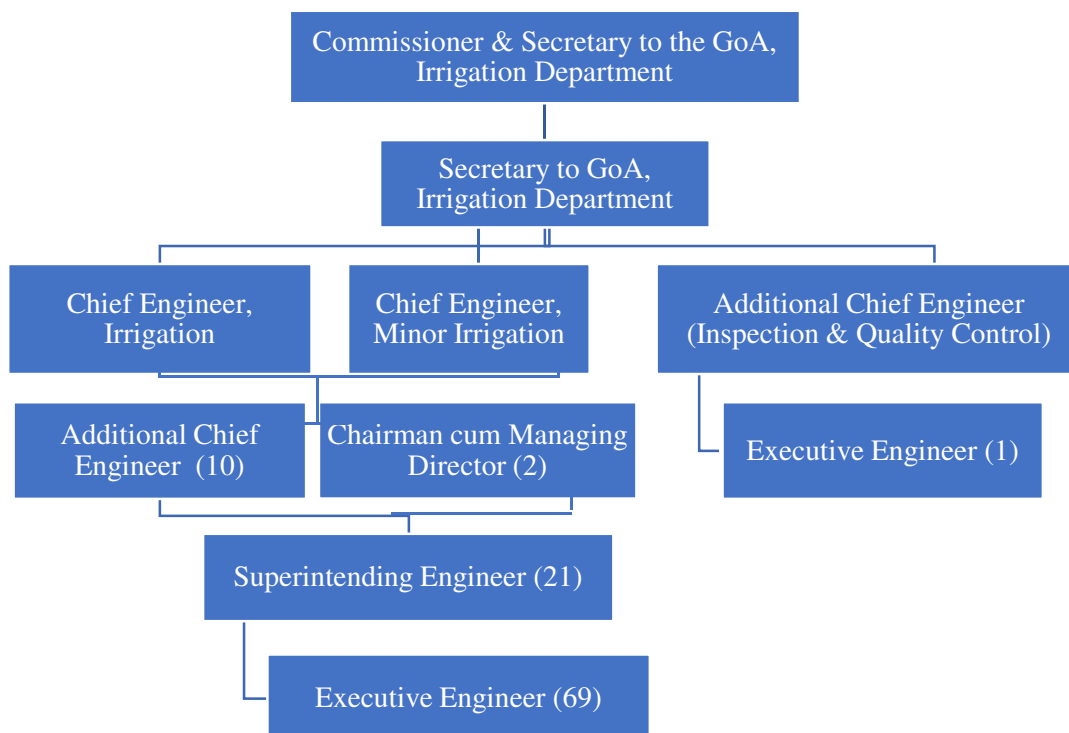 Commissioner & Secretary to the GoA,
Irrigation Department
Secretary to GoA,
Irrigation Department
Chief Engineer,
Irrigation
Chief Engineer,
Minor Irrigation
Additional Chief Engineer
(Inspection & Quality Control)
Additional Chief
Engineer (10)
Chairman cum Managing
Director (2)
Executive Engineer (1)
Superintending Engineer (21)
Executive Engineer (69)